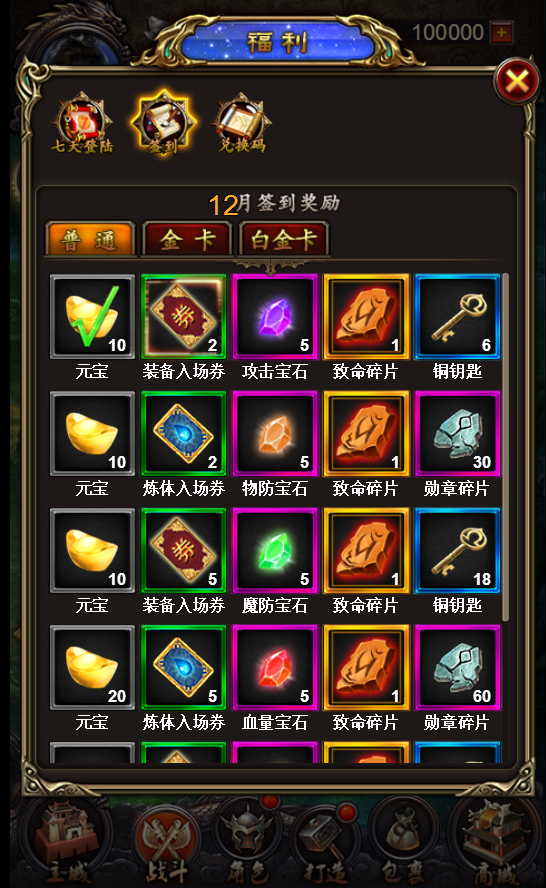 福利
100000
七天登陆 签到 兑换码
12月签到奖励
普通 金卡 白金卡
10 2 5 1 6
元宝 装备入场券 攻击宝石 致命碎片 铜钥匙
10 2 5 1 30
元宝 炼体入场券 物防宝石 致命碎片 勋章碎片
10 5 5 1 18
元宝 装备入场券 魔防宝石 致命碎片 铜钥匙
20 5 5 1 60
元宝 炼体入场券 血量宝石 致命碎片 勋章碎片
主城 战斗 角色 打造 包裹 商城